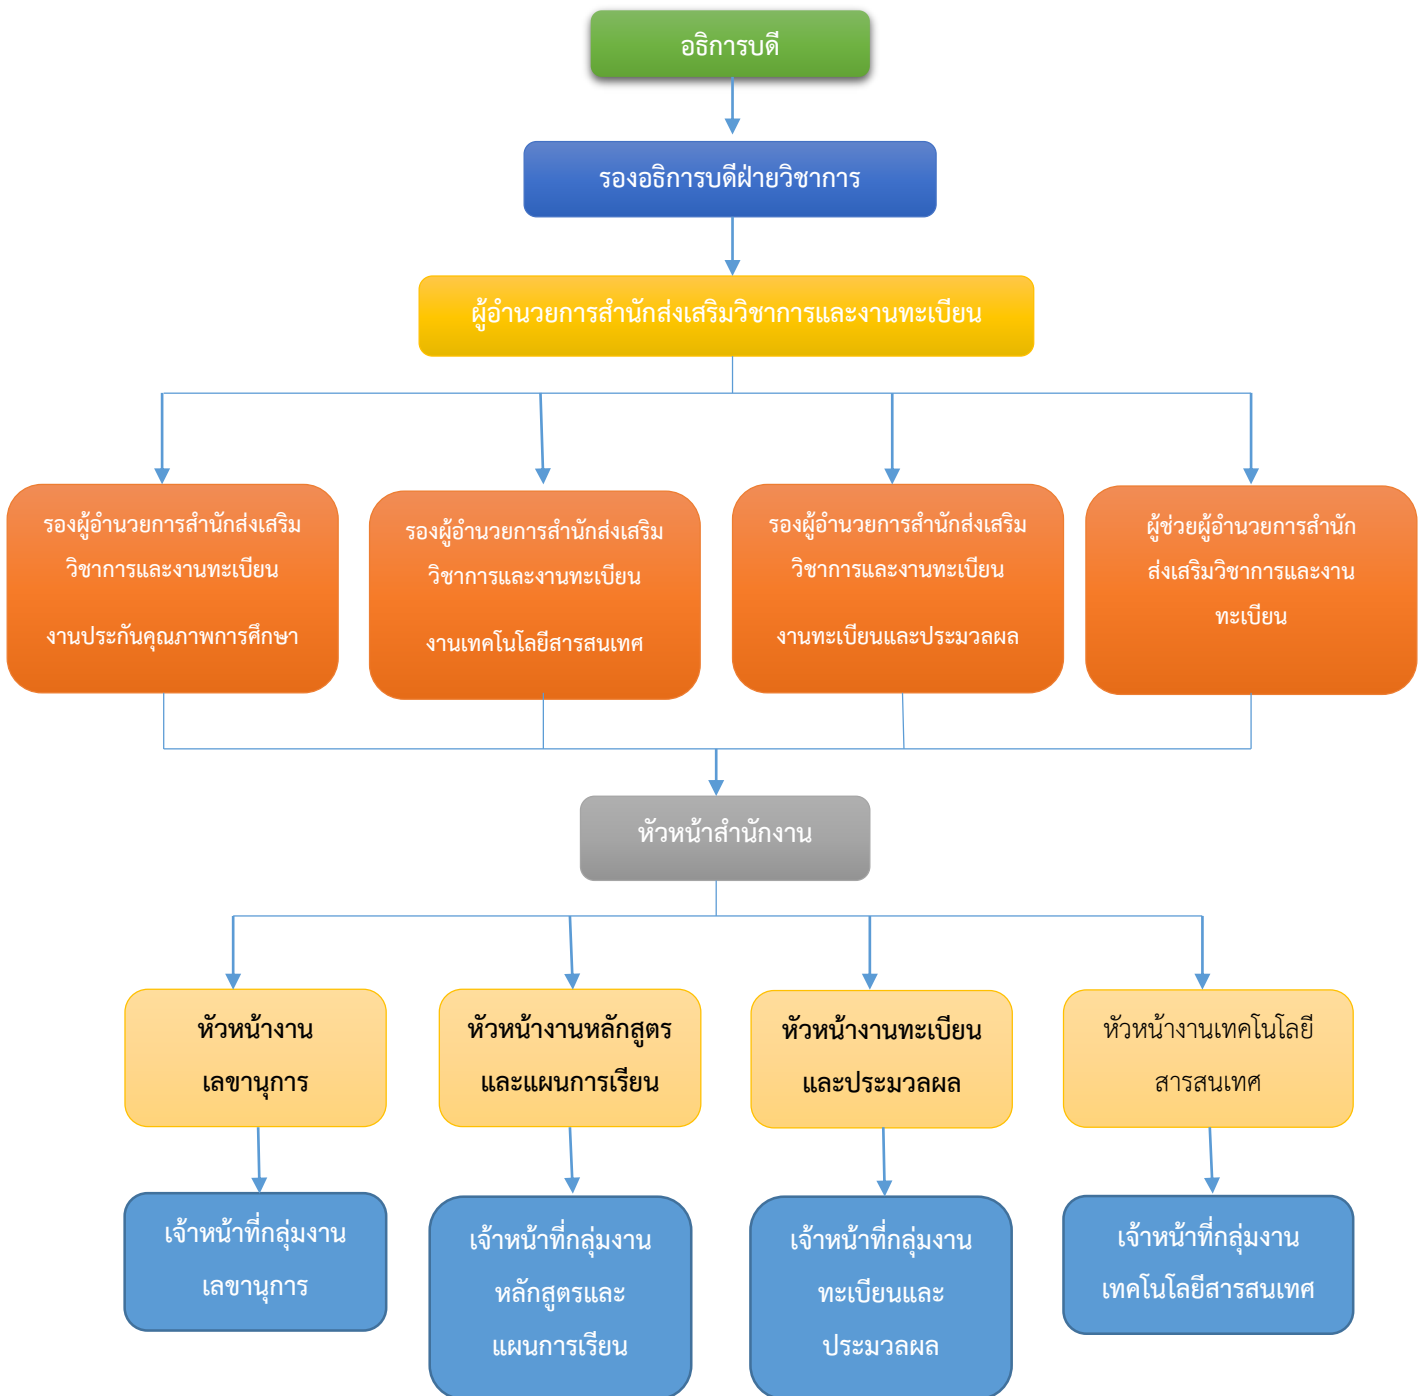 อธิการบดี
รองอธิการบดีฝ่ายวิชาการ
ผู้อำนวยการสำนักส่งเสริมวิชาการและงานทะเบียน
รองผู้อำนวยการสำนักส่งเสริม
วิชาการและงานทะเบียน
งานประกันคุณภาพการศึกษา
รองผู้อำนวยการสำนักส่งเสริม
วิชาการและงานทะเบียน
งานเทคโนโลยีสารสนเทศ
รองผู้อำนวยการสำนักส่งเสริม
วิชาการและงานทะเบียน
งานทะเบียนและประมวลผล
ผู้ช่วยผู้อำนวยการสำนัก
ส่งเสริมวิชาการและงาน
ทะเบียน
หัวหน้าสำนักงาน
หัวหน้างาน
เลขานุการ
หัวหน้างานหลักสูตร
และแผนการเรียน
หัวหน้างานทะเบียน
และประมวลผล
หัวหน้างานเทคโนโลยี
สารสนเทศ
เจ้าหน้าที่กลุ่มงาน
เลขานุการ
เจ้าหน้าที่กลุ่มงาน
หลักสูตรและ
แผนการเรียน
เจ้าหน้าที่กลุ่มงาน
ทะเบียนและ
ประมวลผล
เจ้าหน้าที่กลุ่มงาน
เทคโนโลยีสารสนเทศ